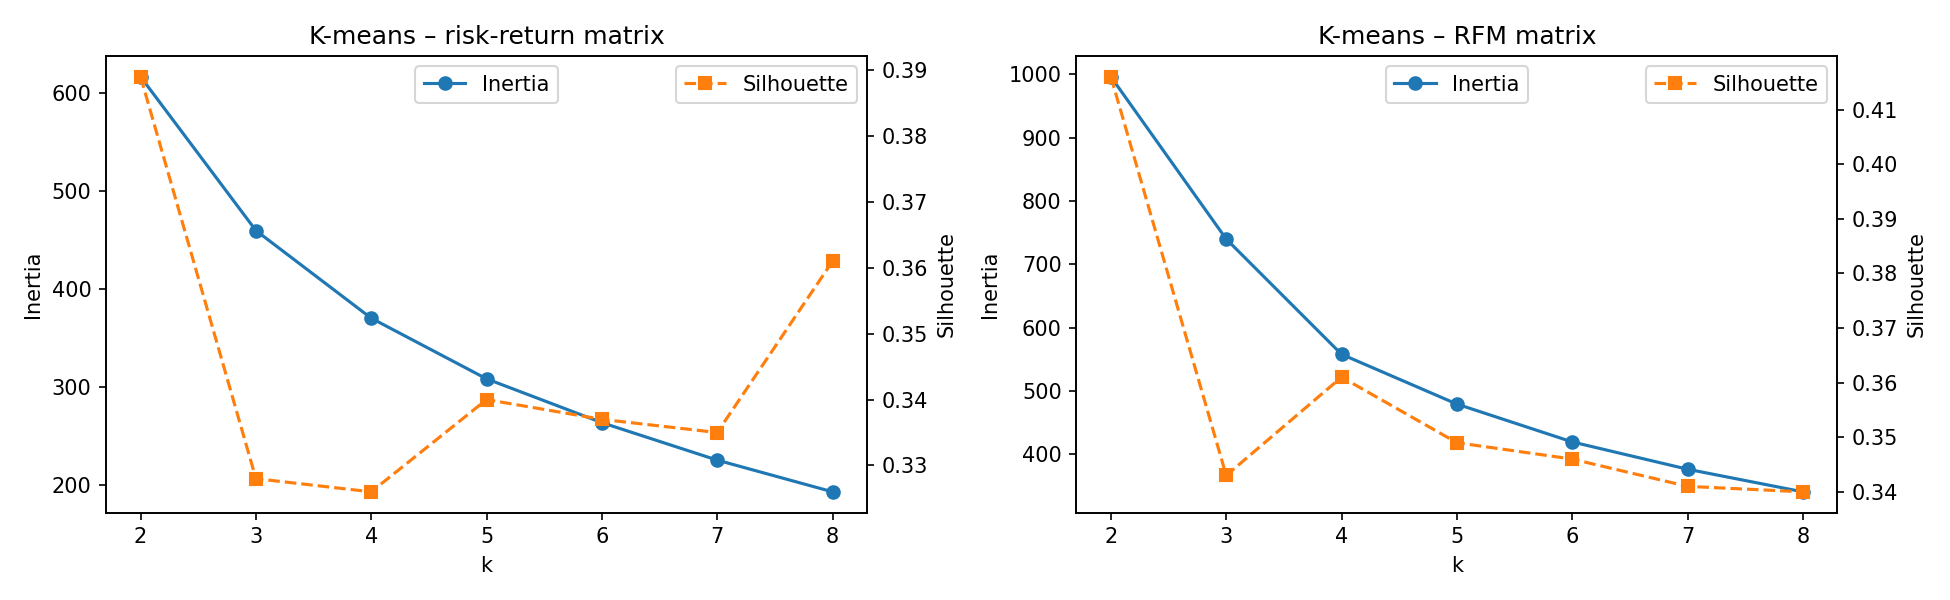 K-means – risk-return matrix
Inertia
Silhouette
600
500
400
300
200
Inertia
0.39
0.38
0.37
0.36
0.35
0.34
0.33
Silhouette
2 3 4 5 6 7 8
k
K-means – RFM matrix
Inertia
Silhouette
1000
900
800
700
600
500
400
Inertia
0.41
0.40
0.39
0.38
0.37
0.36
0.35
0.34
Silhouette
2 3 4 5 6 7 8
k